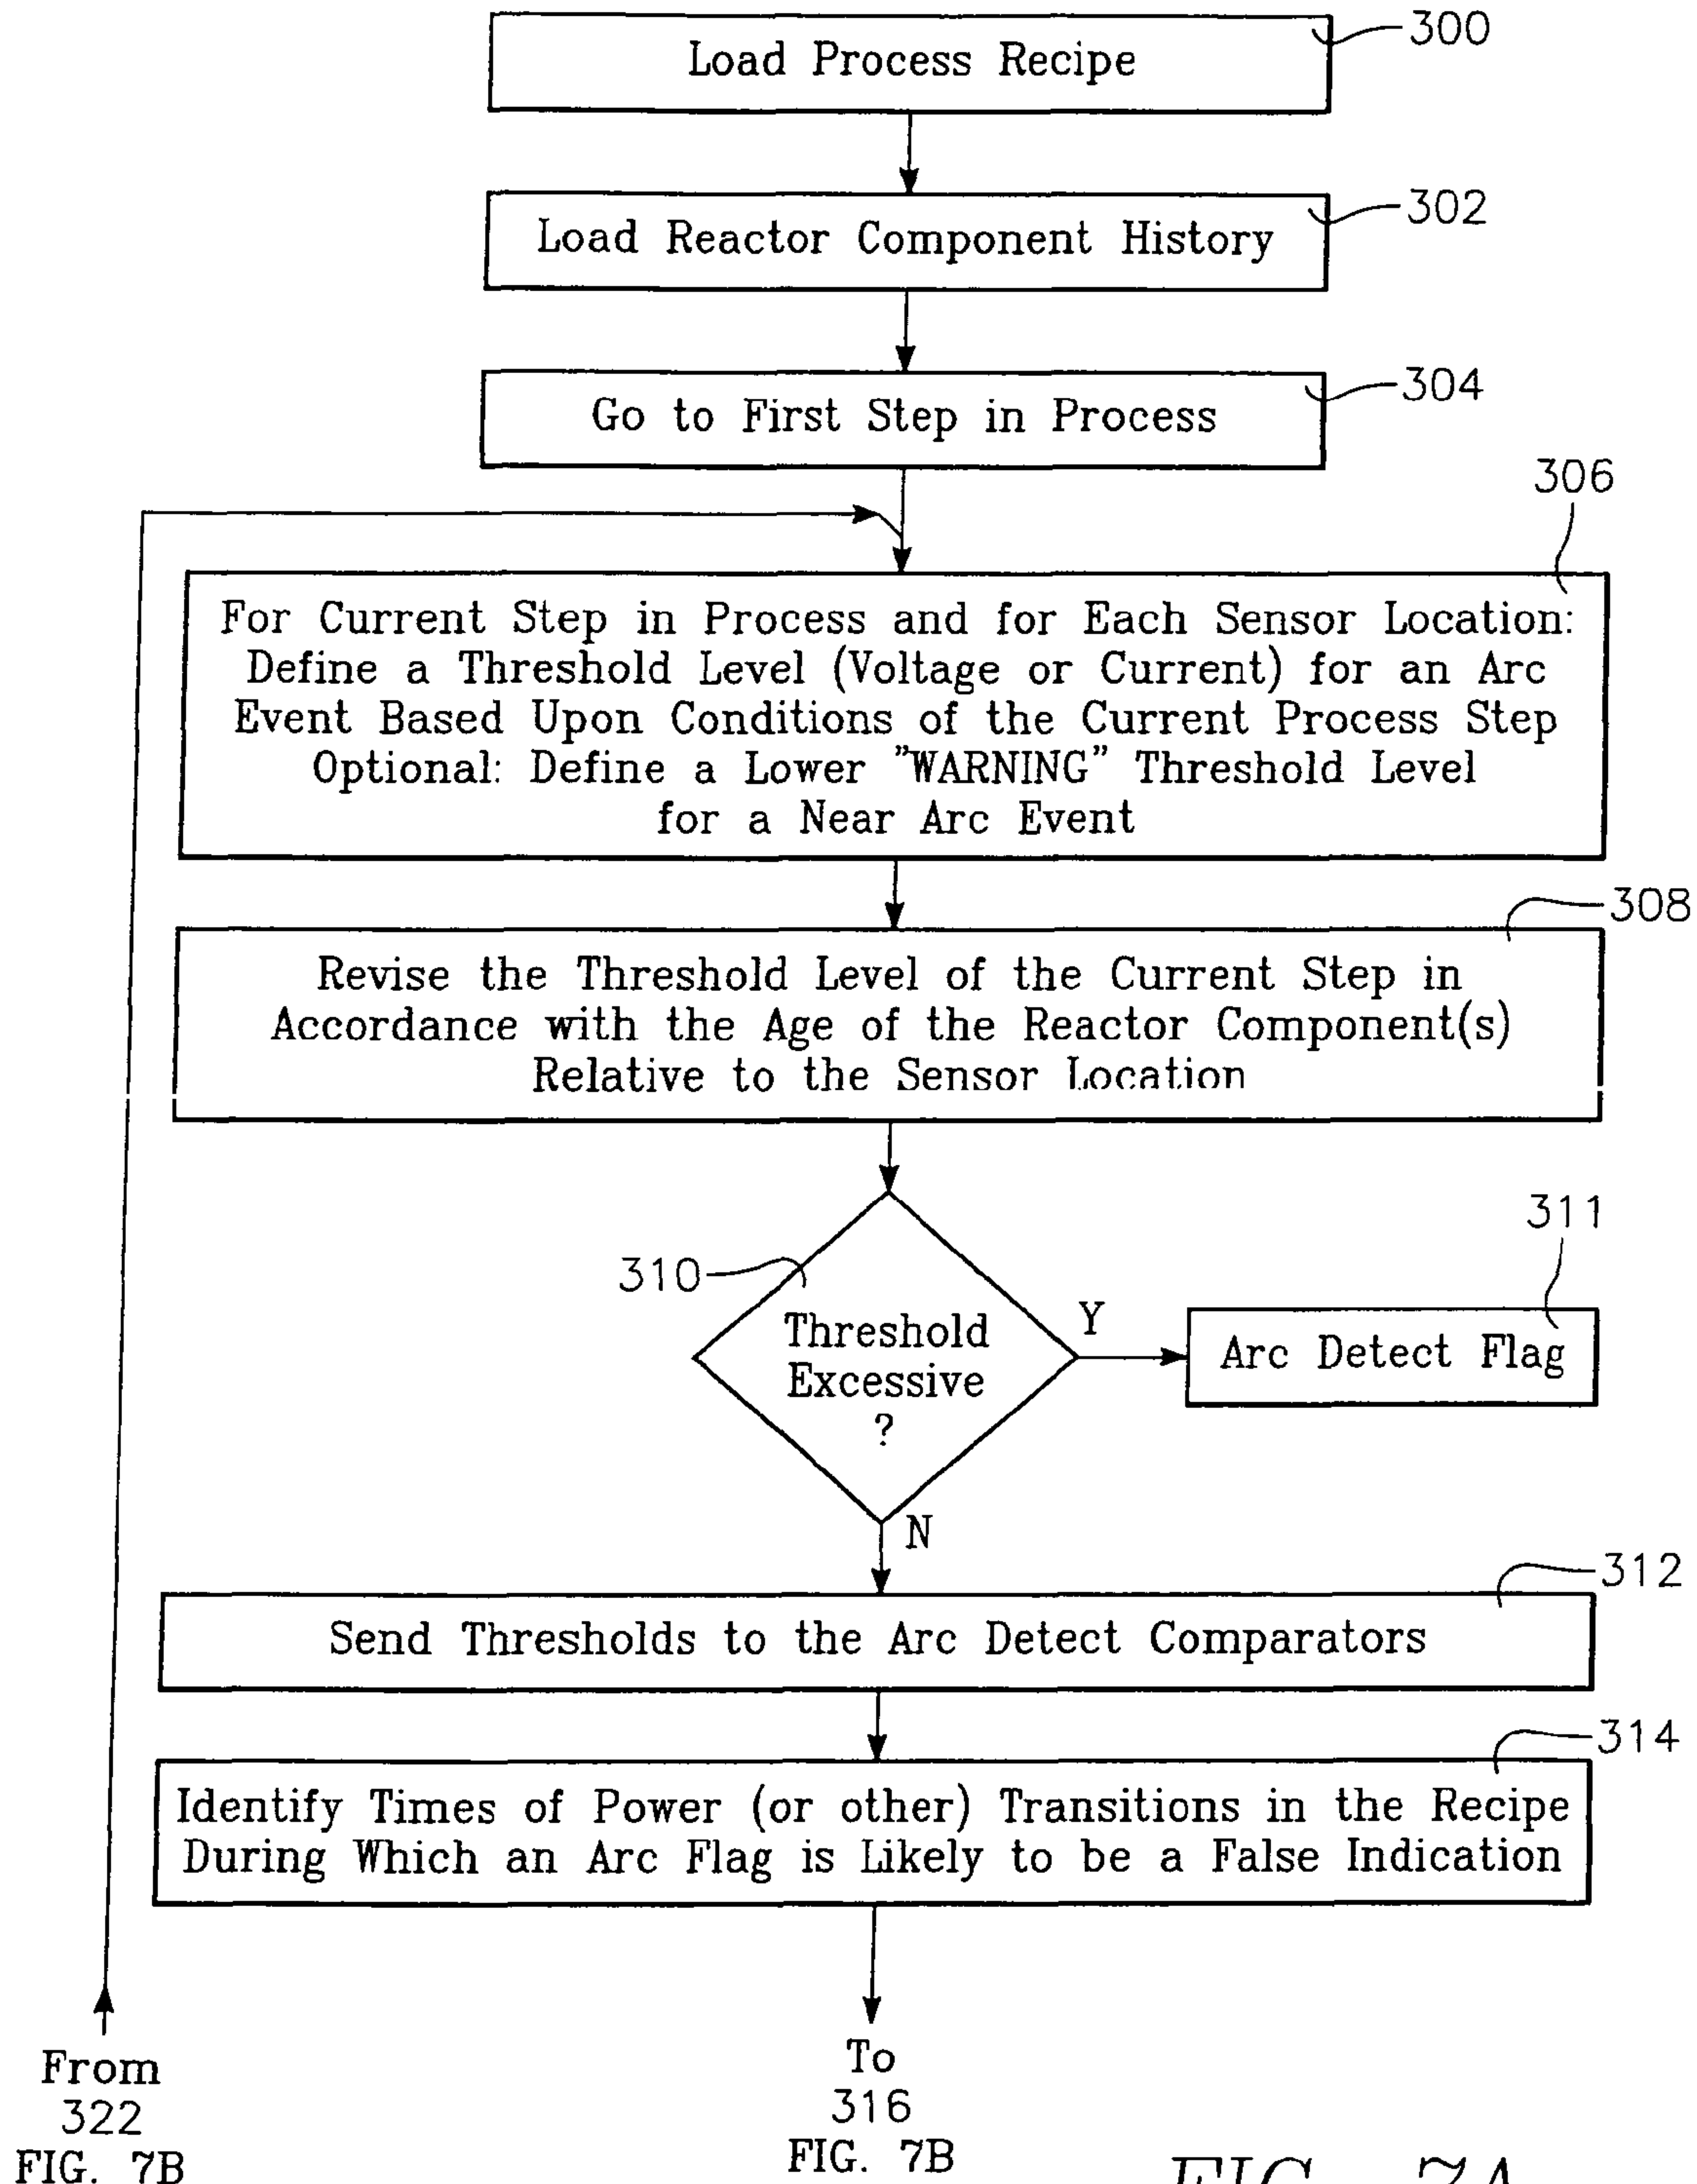 300
Load Process Recipe
302
Load Reactor Component History
304
Go to First Step in Process
306
For Current Step in Process and for Each Sensor Location:
Define a Threshold Level (Voltage or Current) for an Arc
Event Based Upon Conditions of the Current Process Step
Optional: Define a Lower "WARNING" Threshold Level
for a Near Arc Event
308
Revise the Threshold Level of the Current Step in
Accordance with the Age of the Reactor Component(s)
Relative to the Sensor Location
310
Threshold
Excessive
?
Y
311
Arc Detect Flag
N
312
Send Thresholds to the Arc Detect Comparators
314
Identify Times of Power (or other) Transitions in the Recipe
During Which an Arc Flag is Likely to be a False Indication
From
322
FIG. 7B
To
316
FIG. 7B
FIG. 7A